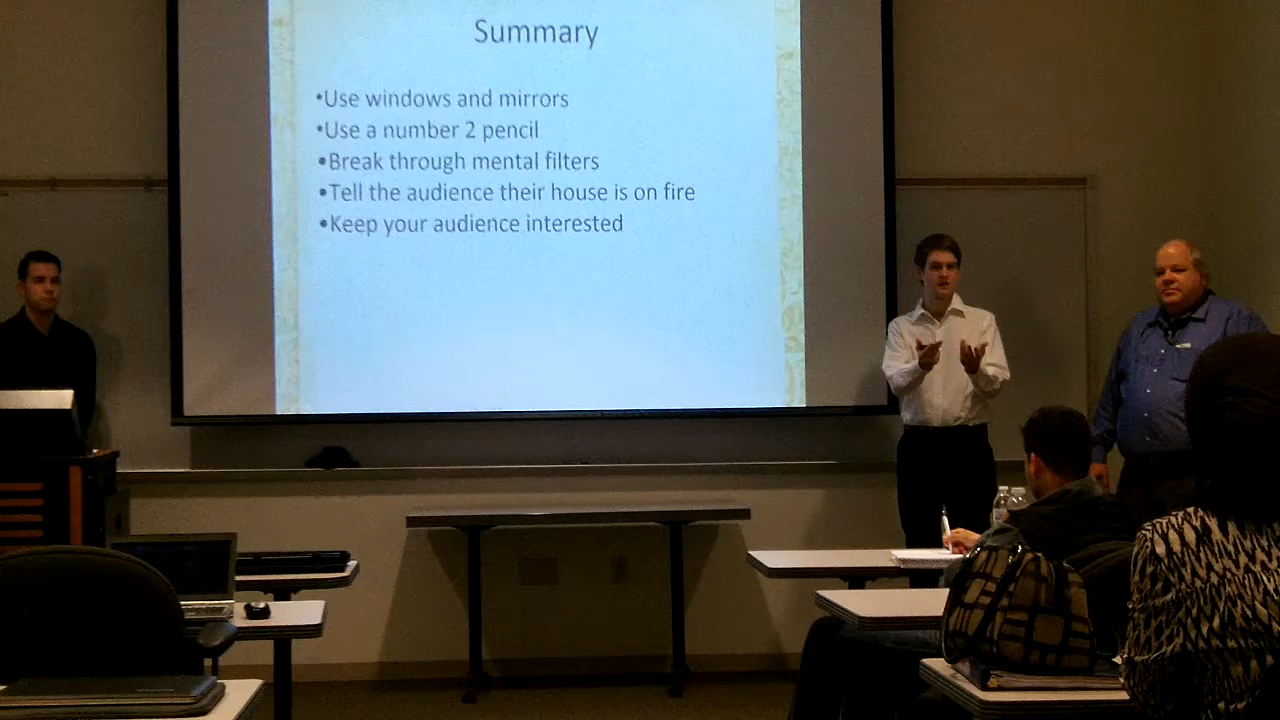 Summary
•Use windows and mirrors
•Use a number 2 pencil
•Break through mental filters
•Tell the audience their house is on fire
•Keep your audience interested